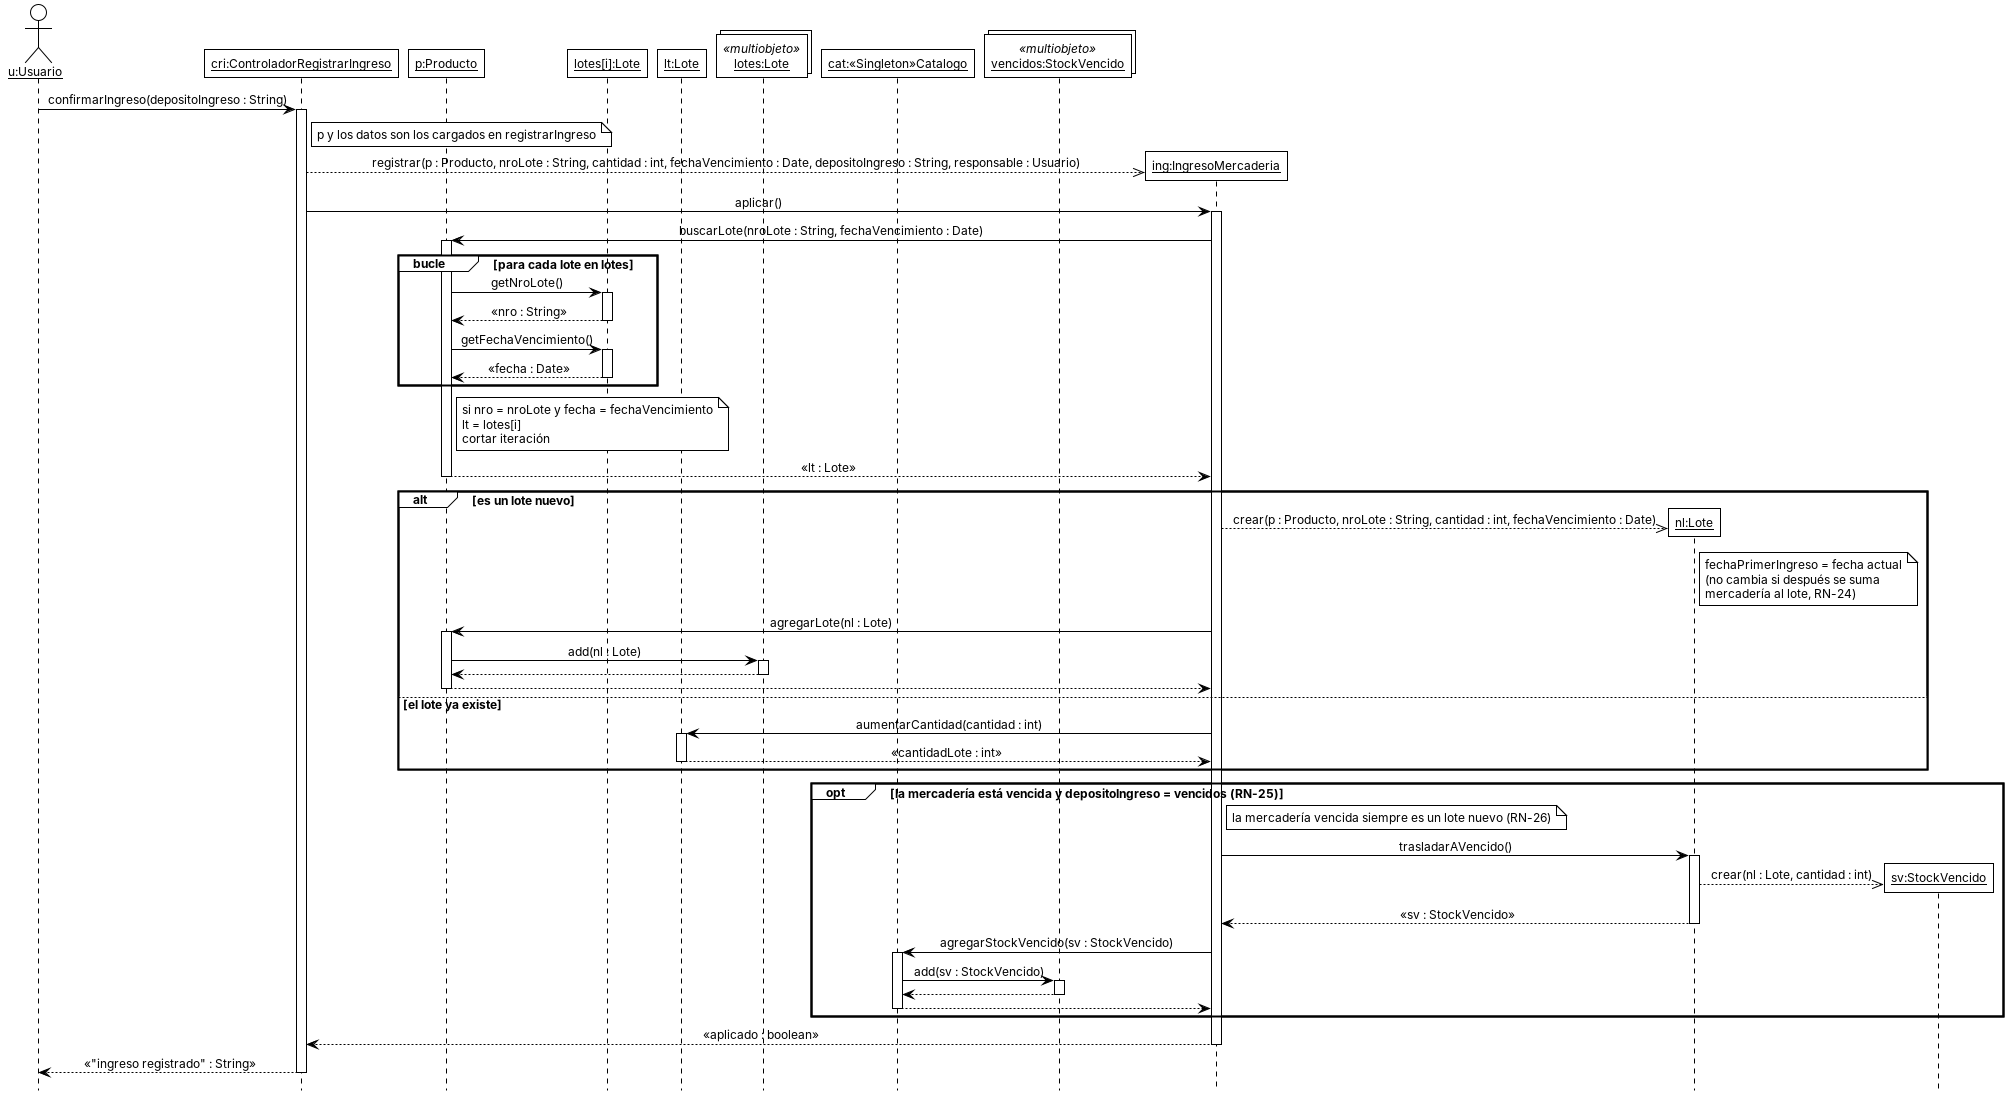 u:Usuario
cri:ControladorRegistrarIngreso
p:Producto
lotes[i]:Lote
lt:Lote
«multiobjeto»
lotes:Lote
cat:«Singleton»Catalogo
«multiobjeto»
vencidos:StockVencido
confirmarIngreso(depositoIngreso : String)
p y los datos son los cargados en registrarIngreso
registrar(p : Producto, nroLote : String, cantidad : int, fechaVencimiento : Date, depositoIngreso : String, responsable : Usuario)
ing:IngresoMercaderia
aplicar()
buscarLote(nroLote : String, fechaVencimiento : Date)
bucle
[para cada lote en lotes]
getNroLote()
«nro : String»
getFechaVencimiento()
«fecha : Date»
si nro = nroLote y fecha = fechaVencimiento
lt = lotes[i]
cortar iteración
«lt : Lote»
alt
[es un lote nuevo]
crear(p : Producto, nroLote : String, cantidad : int, fechaVencimiento : Date)
nl:Lote
fechaPrimerIngreso = fecha actual
(no cambia si después se suma
mercadería al lote, RN-24)
agregarLote(nl : Lote)
add(nl : Lote)
[el lote ya existe]
aumentarCantidad(cantidad : int)
«cantidadLote : int»
opt
[la mercadería está vencida y depositoIngreso = vencidos (RN-25)]
la mercadería vencida siempre es un lote nuevo (RN-26)
trasladarAVencido()
crear(nl : Lote, cantidad : int)
sv:StockVencido
«sv : StockVencido»
agregarStockVencido(sv : StockVencido)
add(sv : StockVencido)
«aplicado : boolean»
«"ingreso registrado" : String»